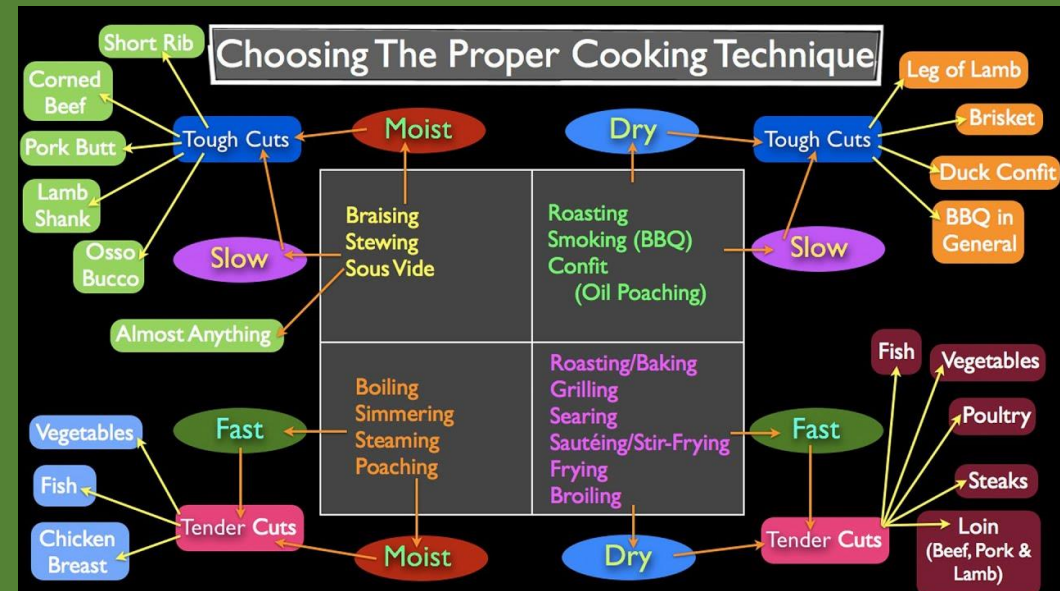 Choosing The Proper Cooking Technique
Short Rib
Corned
Beef
Pork Butt
Lamb
Shank
Osso
Bucco
Almost Anything
Tough Cuts
Moist
Slow
Braising
Stewing
Sous Vide
Dry
Tough Cuts
Slow
Roasting
Smoking (BBQ)
Confit
(Oil Poaching)
Leg of Lamb
Brisket
Duck Confit
BBQ in
General
Boiling
Simmering
Steaming
Poaching
Fast
Tender Cuts
Moist
Vegetables
Fish
Chicken
Breast
Roasting/Baking
Grilling
Searing
Sautéing/Stir-Frying
Frying
Broiling
Fast
Dry
Tender Cuts
Fish
Vegetables
Poultry
Steaks
Loin
(Beef, Pork &
Lamb)